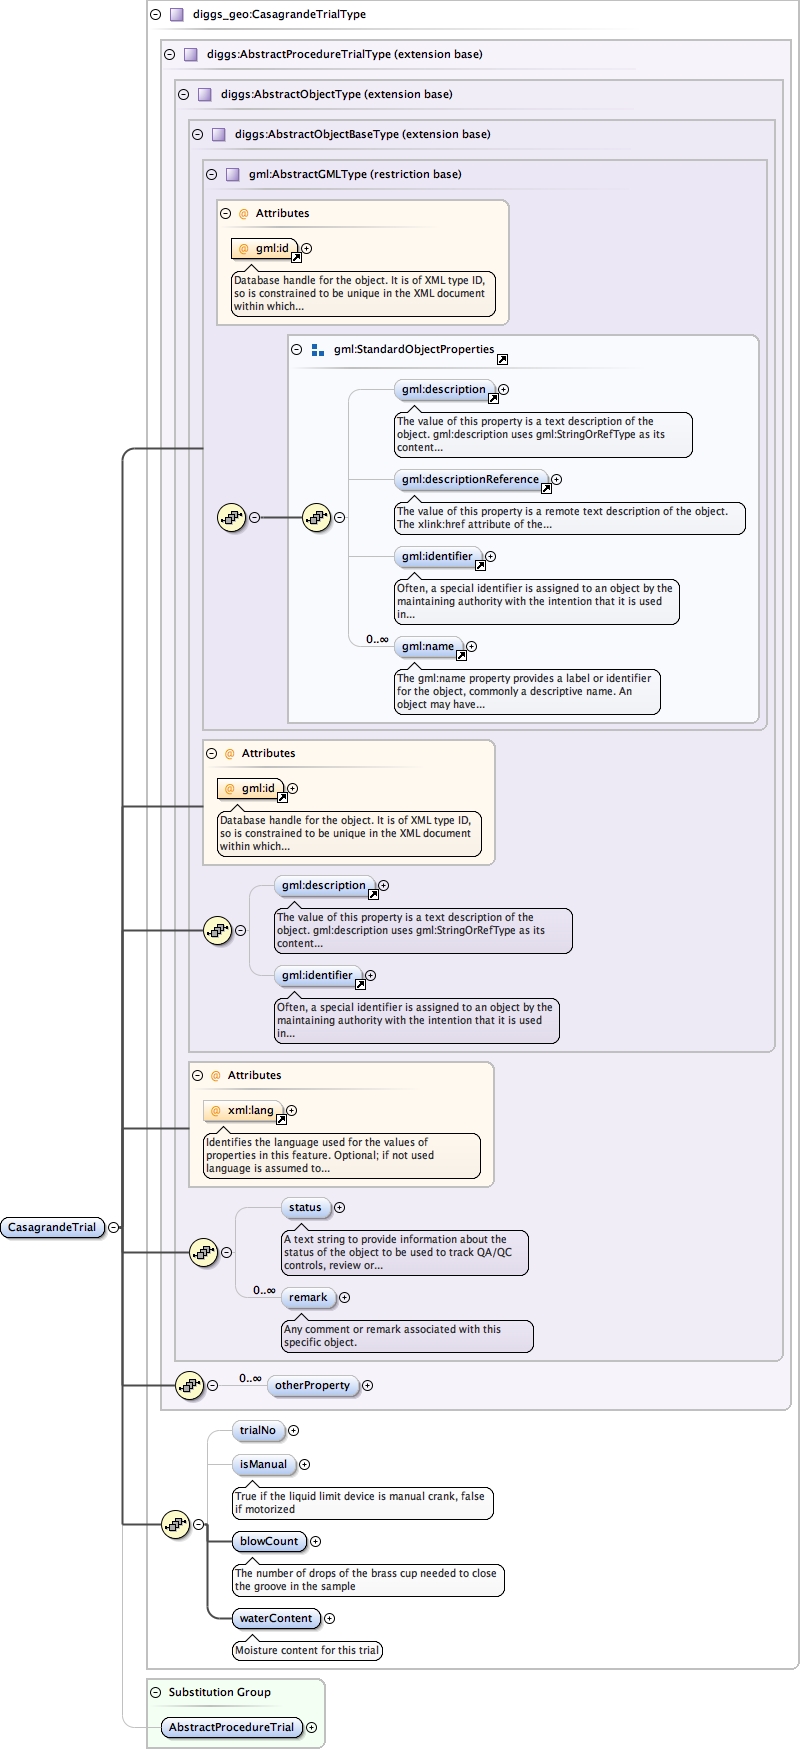 diggs_geo:CasagrandeTrialType
diggs:AbstractProcedureTrialType (extension base)
diggs:AbstractObjectType (extension base)
diggs:AbstractObjectBaseType (extension base)
gml:AbstractGMLType (restriction base)
@ Attributes
@ gml:id
Database handle for the object. It is of XML type ID,
so is constrained to be unique in the XML document
within which...
gml:StandardObjectProperties
gml:description
The value of this property is a text description of the
object. gml:description uses gml:StringOrRefType as its
content...
gml:descriptionReference
The value of this property is a remote text description of the object.
The xlink:href attribute of the...
gml:identifier
Often, a special identifier is assigned to an object by the
maintaining authority with the intention that it is used
in...
0..∞
gml:name
The gml:name property provides a label or identifier
for the object, commonly a descriptive name. An
object may have...
@ Attributes
@ gml:id
Database handle for the object. It is of XML type ID,
so is constrained to be unique in the XML document
within which...
gml:description
The value of this property is a text description of the
object. gml:description uses gml:StringOrRefType as its
content...
gml:identifier
Often, a special identifier is assigned to an object by the
maintaining authority with the intention that it is used
in...
@ Attributes
@ xml:lang
Identifies the language used for the values of
properties in this feature. Optional; if not used
language is assumed to...
CasagrandeTrial
status
A text string to provide information about the
status of the object to be used to track QA/QC
controls, review or...
0..∞
remark
Any comment or remark associated with this
specific object.
0..∞
otherProperty
trialNo
isManual
True if the liquid limit device is manual crank, false
if motorized
blowCount
The number of drops of the brass cup needed to close
the groove in the sample
waterContent
Moisture content for this trial
Substitution Group
AbstractProcedureTrial